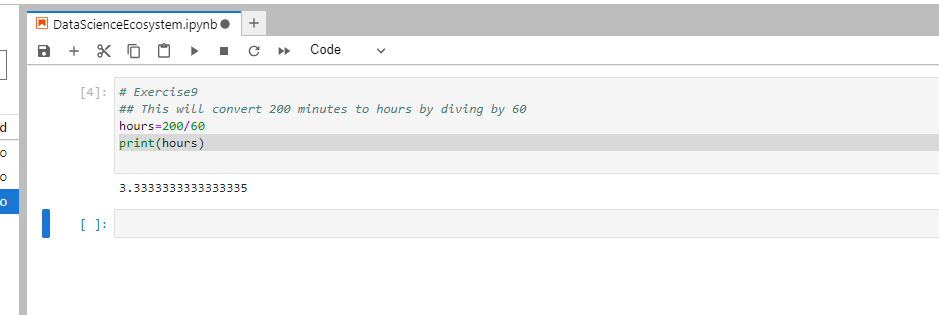 DataScienceEcosystem.ipynb
Code
[4]:
# Exercise9
## This will convert 200 minutes to hours by diving by 60
hours=200/60
print(hours)
3.3333333333333335
[ ]:
d
o
o
o